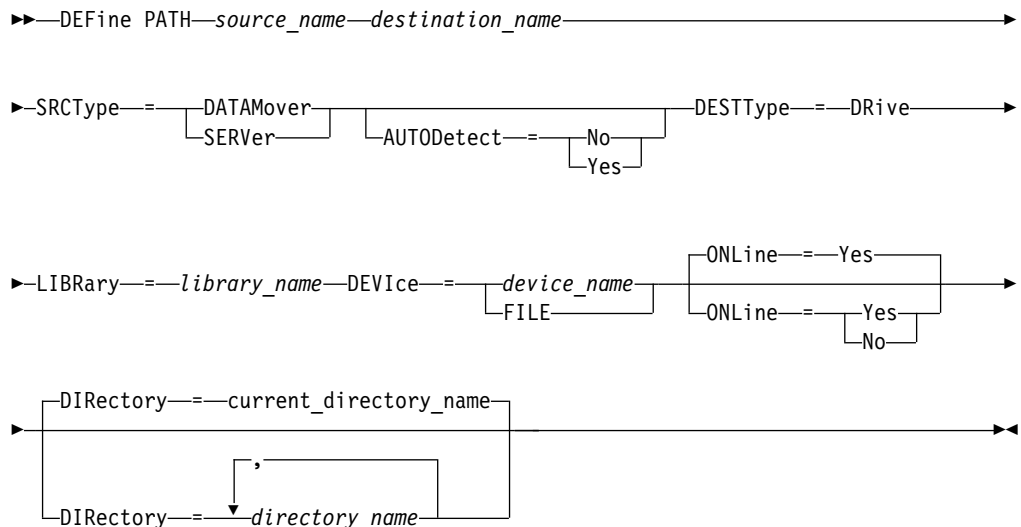 DEFine PATH source_name destination_name
SRCType = DATAMover DESTType = DRive
SERVer AUTODetect = No
Yes
ONLine = Yes
LIBRary = library_name DEVIce = device_name
FILE ONLine = Yes
No
DIRectory = current_directory_name
,
DIRectory = directory_name